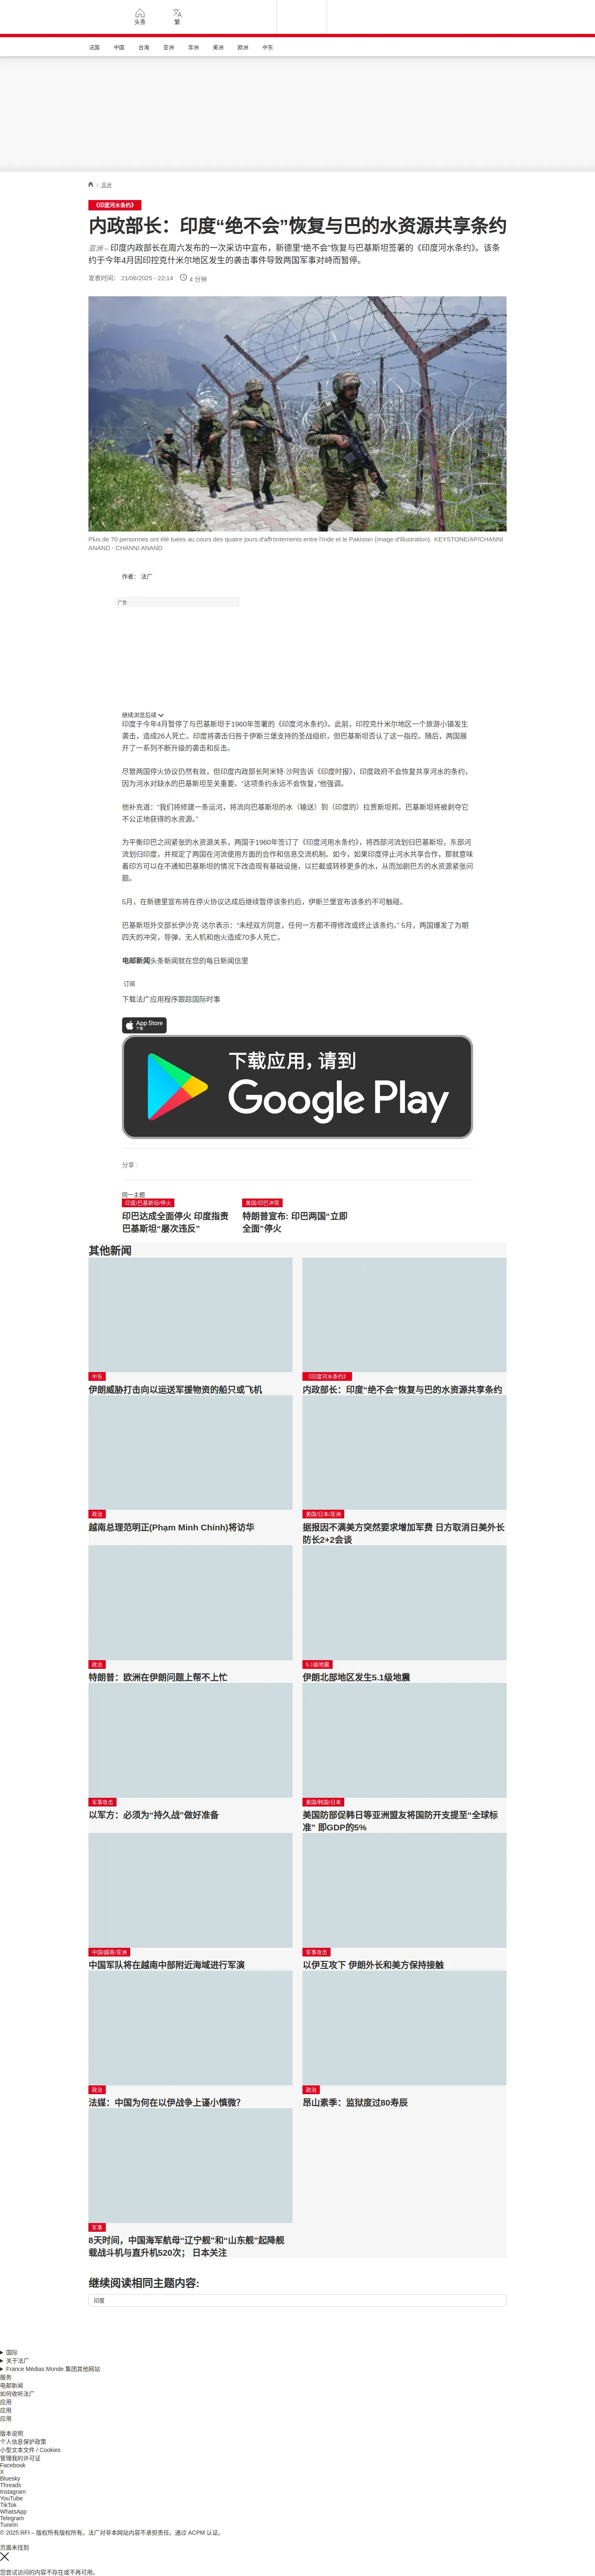 头条
繁
法国 中国 台海 亚洲 非洲 美洲 欧洲 中东
/ 亚洲
《印度河水条约》
内政部长：印度“绝不会”恢复与巴的水资源共享条约
亚洲 – 印度内政部长在周六发布的一次采访中宣布，新德里“绝不会”恢复与巴基斯坦签署的《印度河水条约》。该条
约于今年4月因印控克什米尔地区发生的袭击事件导致两国军事对峙而暂停。
发表时间： 21/06/2025 - 22:14 4 分钟
Plus de 70 personnes ont été tuées au cours des quatre jours d'affrontements entre l'Inde et le Pakistan (image d'illustration). KEYSTONE/AP/CHANNI
ANAND - CHANNI ANAND
作者： 法广
广告
继续浏览后续
印度于今年4月暂停了与巴基斯坦于1960年签署的《印度河水条约》。此前，印控克什米尔地区一个旅游小镇发生
袭击，造成26人死亡。印度将袭击归咎于伊斯兰堡支持的圣战组织，但巴基斯坦否认了这一指控。随后，两国展
开了一系列不断升级的袭击和反击。
尽管两国停火协议仍然有效，但印度内政部长阿米特·沙阿告诉《印度时报》，印度政府不会恢复共享河水的条约，
因为河水对缺水的巴基斯坦至关重要。“这项条约永远不会恢复，”他强调。
他补充道：“我们将修建一条运河，将流向巴基斯坦的水（输送）到（印度的）拉贾斯坦邦。巴基斯坦将被剥夺它
不公正地获得的水资源。”
为平衡印巴之间紧张的水资源关系，两国于1960年签订了《印度河用水条约》，将西部河流划归巴基斯坦，东部河
流划归印度，并规定了两国在河流使用方面的合作和信息交流机制。如今，如果印度停止河水共享合作，那就意味
着印方可以在不通知巴基斯坦的情况下改造现有基础设施，以拦截或转移更多的水，从而加剧巴方的水资源紧张问
题。
5月，在新德里宣布将在停火协议达成后继续暂停该条约后，伊斯兰堡宣布该条约不可触碰。
巴基斯坦外交部长伊沙克·达尔表示：“未经双方同意，任何一方都不得修改或终止该条约。” 5月，两国爆发了为期
四天的冲突，导弹、无人机和炮火造成70多人死亡。
电邮新闻头条新闻就在您的每日新闻信里
订阅
下载法广应用程序跟踪国际时事
App Store
下载
下载应用，请到
Google Play
分享 :
同一主题
印度/巴基斯坦/停火
印巴达成全面停火 印度指责
巴基斯坦“屡次违反”
美国/印巴冲突
特朗普宣布: 印巴两国“立即
全面”停火
其他新闻
中东
伊朗威胁打击向以运送军援物资的船只或飞机
《印度河水条约》
内政部长：印度“绝不会”恢复与巴的水资源共享条约
政治
越南总理范明正(Phạm Minh Chính)将访华
美国/日本/亚洲
据报因不满美方突然要求增加军费 日方取消日美外长
防长2+2会谈
政治
特朗普：欧洲在伊朗问题上帮不上忙
5.1级地震
伊朗北部地区发生5.1级地震
军事攻击
以军方：必须为“持久战”做好准备
美国/韩国/日本
美国防部促韩日等亚洲盟友将国防开支提至“全球标
准” 即GDP的5%
中国/越南/亚洲
中国军队将在越南中部附近海域进行军演
军事攻击
以伊互攻下 伊朗外长和美方保持接触
政治
法媒：中国为何在以伊战争上谨小慎微?
政治
昂山素季：监狱度过80寿辰
军事
8天时间，中国海军航母“辽宁舰”和“山东舰”起降舰
载战斗机与直升机520次； 日本关注
继续阅读相同主题内容:
印度
国际
关于法广
France Médias Monde 集团其他网站
服务
电邮新闻
如何收听法广
应用
应用
应用
版本说明
个人信息保护政策
小型文本文件 / Cookies
管理我的许可证
Facebook
X
Bluesky
Threads
Instagram
YouTube
TikTok
WhatsApp
Telegram
TuneIn
© 2025 RFI – 版权所有版权所有。法广对非本网站内容不承担责任。通过 ACPM 认证。
页面未找到
您尝试访问的内容不存在或不再可用。